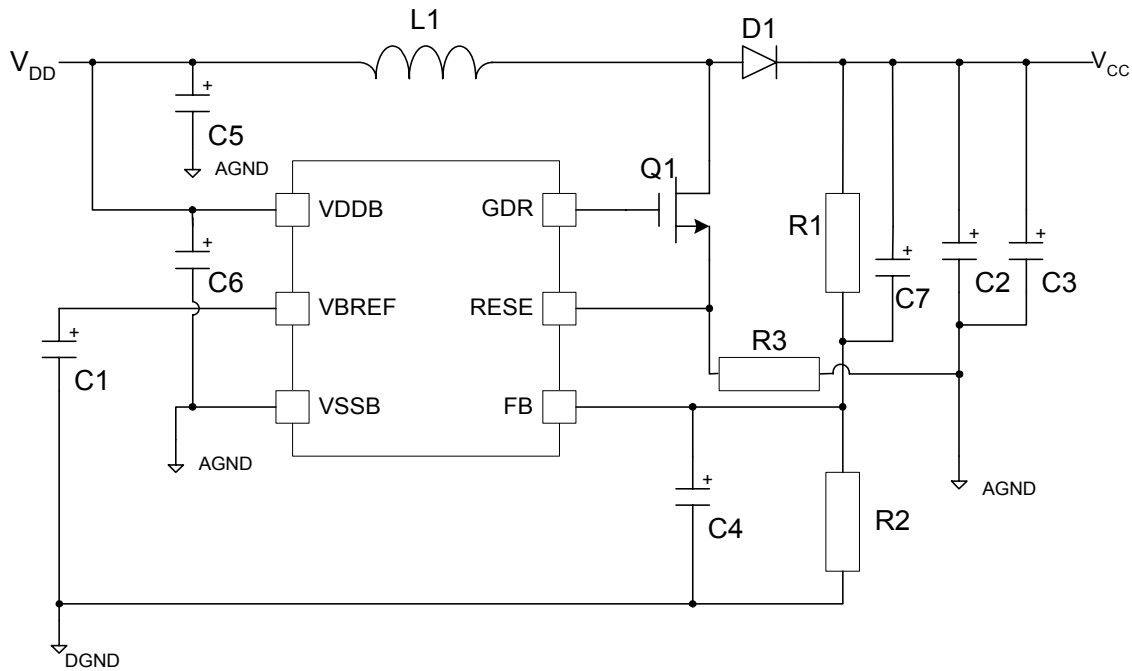 L1
D1
VDD
VCC
C5
AGND
Q1
VDDB
GDR
R1
C6
C7
C2
C3
VBREF
RESE
R3
C1
VSSB
FB
AGND
AGND
C4
R2
DGND
+
+
+
+
+
+
+